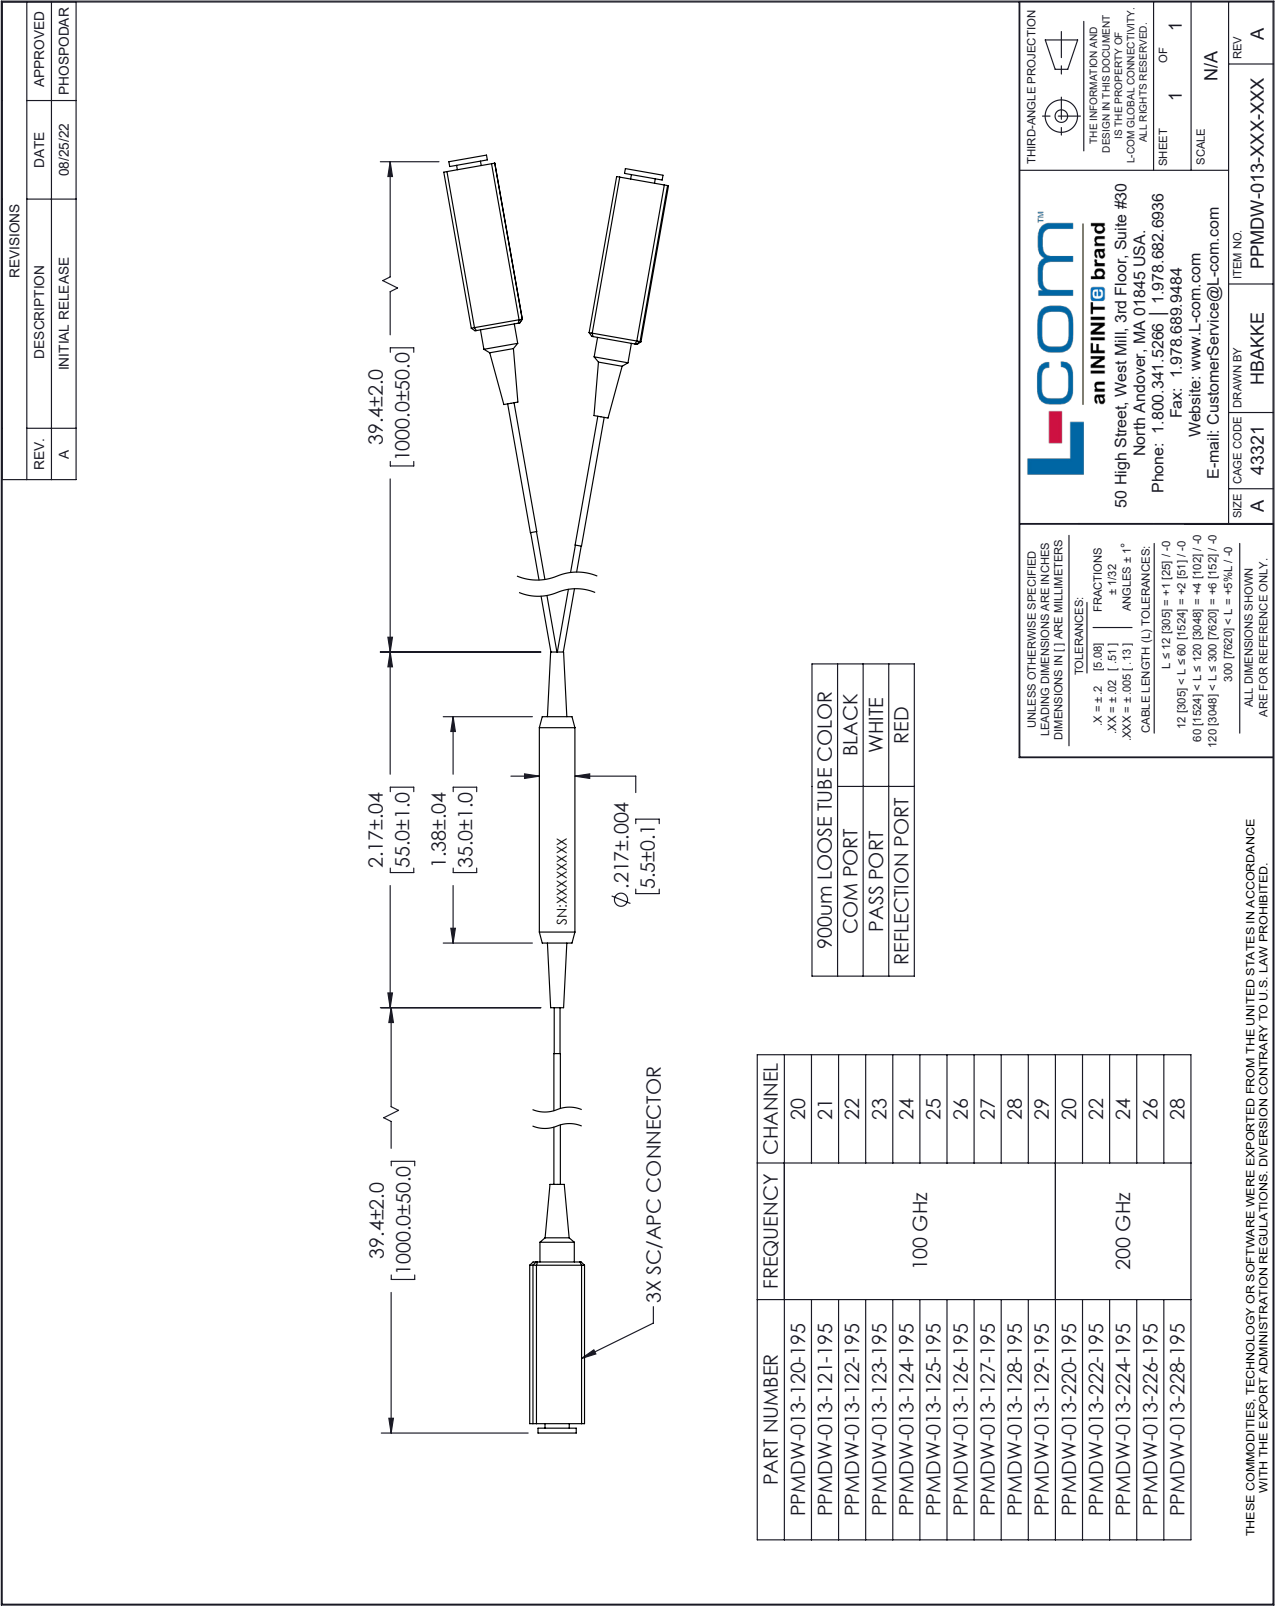 REVISIONS
REV. DESCRIPTION DATE APPROVED
A INITIAL RELEASE 08/25/22 PHOSPODAR
39.4±2.0
[1000.0±50.0]
2.17±.04
[55.0±1.0]
39.4±2.0
[1000.0±50.0]
1.38±.04
[35.0±1.0]
SN:XXXXXXXX
Ø.217±.004
[5.5±0.1]
3X SC/APC CONNECTOR
PART NUMBER FREQUENCY CHANNEL
PPMDW-013-120-195 100 GHz 20
PPMDW-013-121-195 21
PPMDW-013-122-195 22
PPMDW-013-123-195 23
PPMDW-013-124-195 24
PPMDW-013-125-195 25
PPMDW-013-126-195 26
PPMDW-013-127-195 27
PPMDW-013-128-195 28
PPMDW-013-129-195 29
PPMDW-013-220-195 200 GHz 20
PPMDW-013-222-195 22
PPMDW-013-224-195 24
PPMDW-013-226-195 26
PPMDW-013-228-195 28
900um LOOSE TUBE COLOR
COM PORT BLACK
PASS PORT WHITE
REFLECTION PORT RED
UNLESS OTHERWISE SPECIFIED
LEADING DIMENSIONS ARE INCHES
DIMENSIONS IN [ ] ARE MILLIMETERS
TOLERANCES:
.X = ± .2 [5.08] FRACTIONS
.XX = ± .02 [ .51 ] ± 1/32
.XXX = ± .005 [ .13 ] ANGLES ± 1°
CABLE LENGTH (L) TOLERANCES:
L ≤ 12 [305] = +1 [25] / -0
12 [305] < L ≤ 60 [1524] = +2 [51] / -0
60 [1524] < L ≤ 120 [3048] = +4 [102] / -0
120 [3048] < L ≤ 300 [7620] = +6 [152] / -0
300 [7620] < L = +5%L / -0
ALL DIMENSIONS SHOWN
ARE FOR REFERENCE ONLY.
L-com™
an INFINITe brand
50 High Street, West Mill, 3rd Floor, Suite #30
North Andover, MA 01845 USA.
Phone: 1.800.341.5266 | 1.978.682.6936
Fax: 1.978.689.9484
Website: www.L-com.com
E-mail: CustomerService@L-com.com
THIRD-ANGLE PROJECTION
THE INFORMATION AND
DESIGN IN THIS DOCUMENT
IS THE PROPERTY OF
L-COM GLOBAL CONNECTIVITY.
ALL RIGHTS RESERVED.
SHEET 1 OF 1
SCALE N/A
SIZE A
CAGE CODE 43321
DRAWN BY HBAKKE
ITEM NO. PPMDW-013-XXX-XXX
REV A
THESE COMMODITIES, TECHNOLOGY OR SOFTWARE WERE EXPORTED FROM THE UNITED STATES IN ACCORDANCE
WITH THE EXPORT ADMINISTRATION REGULATIONS. DIVERSION CONTRARY TO U.S. LAW PROHIBITED.